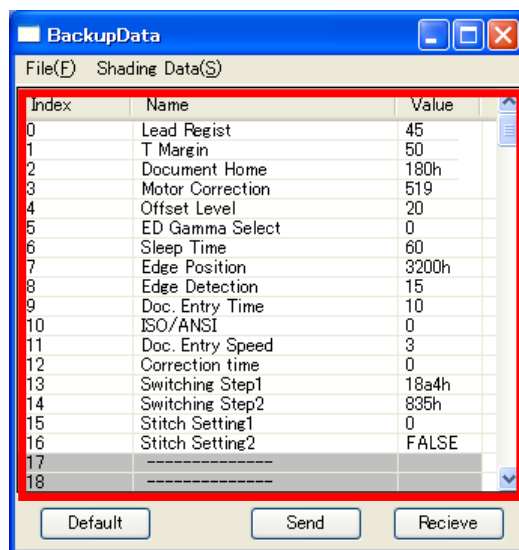 BackupData
File(F) Shading Data(S)
Index Name Value
0 Lead Regist 45
1 T Margin 50
2 Document Home 180h
3 Motor Correction 519
4 Offset Level 20
5 ED Gamma Select 0
6 Sleep Time 60
7 Edge Position 3200h
8 Edge Detection 15
9 Doc. Entry Time 10
10 ISO/ANSI 0
11 Doc. Entry Speed 3
12 Correction time 0
13 Switching Step1 18a4h
14 Switching Step2 835h
15 Stitch Setting1 0
16 Stitch Setting2 FALSE
17 --------------
18 --------------
Default Send Recieve